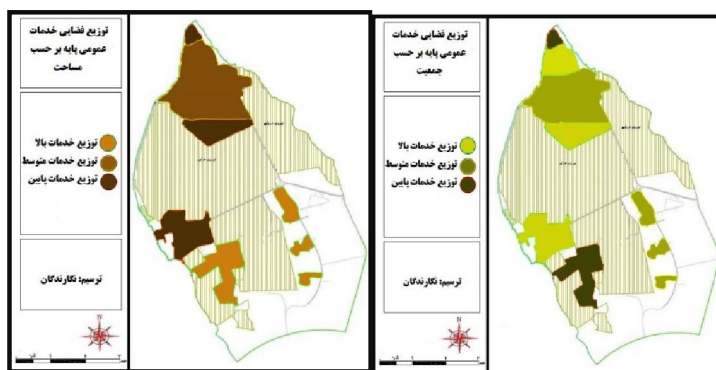 توزیع فضایی خدمات
عمومی پایه بر حسب
مساحت
توزیع خدمات بالا
توزیع خدمات متوسط
توزیع خدمات پایین
ترسیم: نگارندگان
N
توزیع فضایی خدمات
عمومی پایه بر حسب
جمعیت
توزیع خدمات بالا
توزیع خدمات متوسط
توزیع خدمات پایین
ترسیم: نگارندگان
N